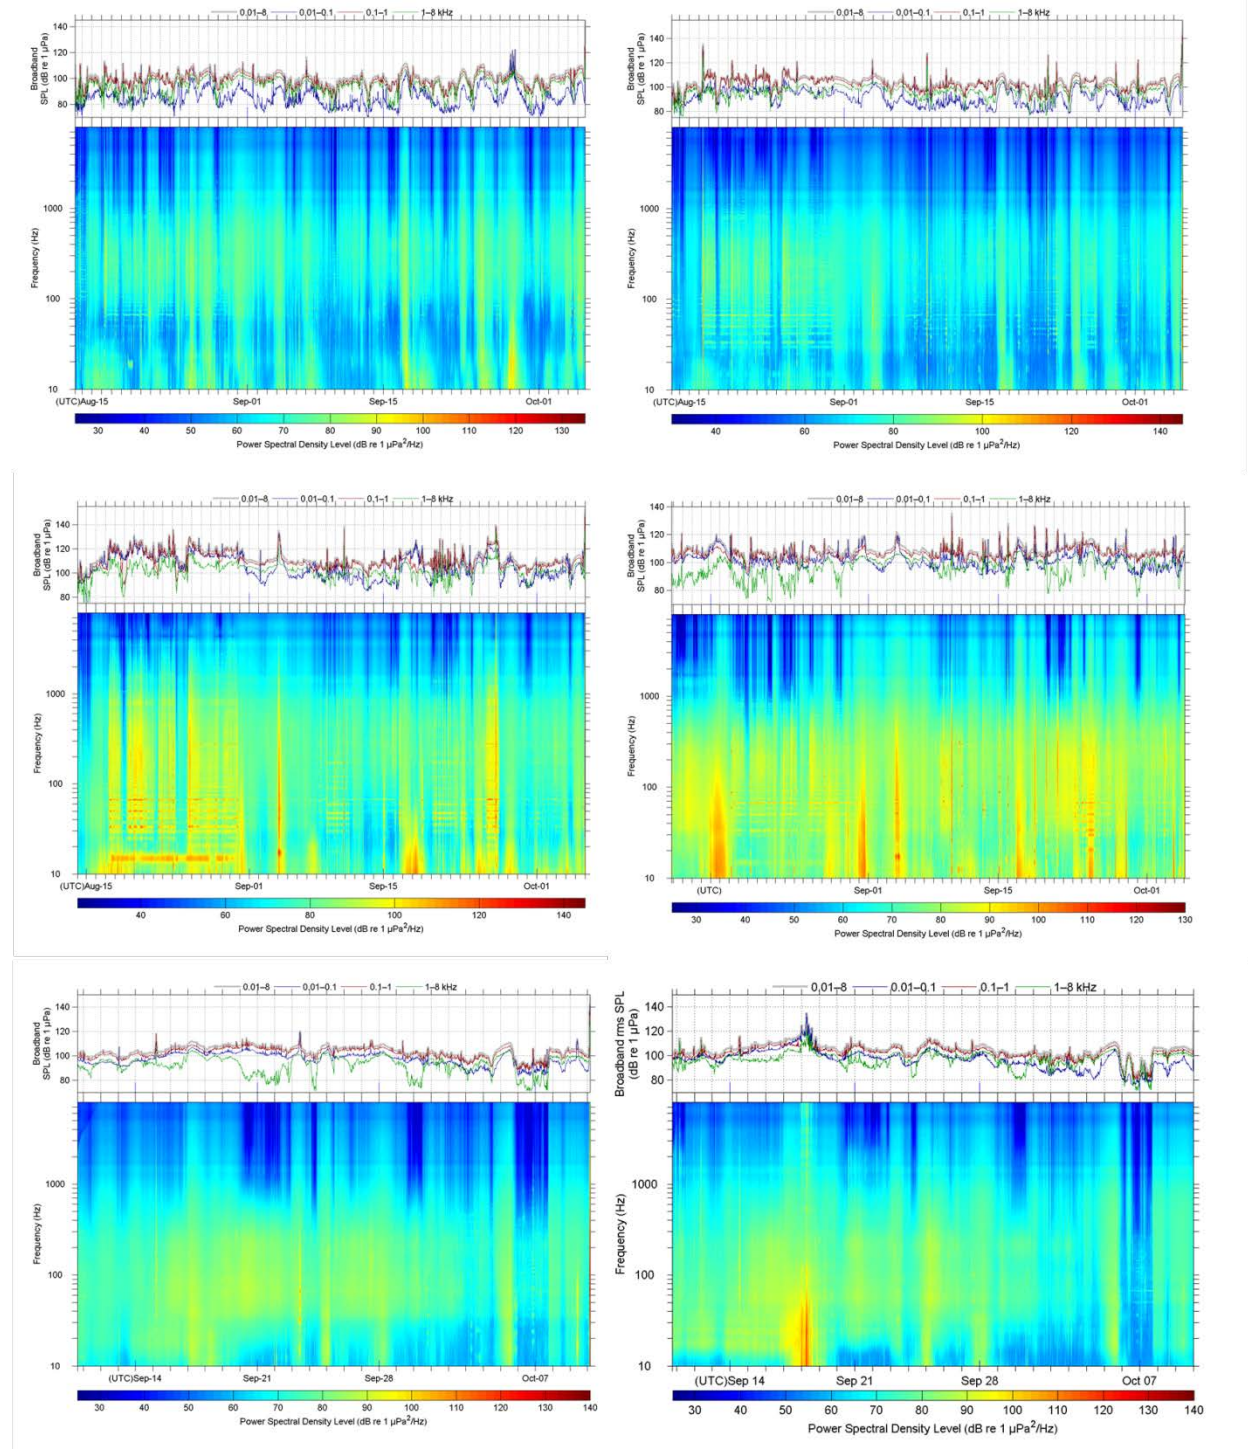 0.01–8 0.01–0.1 0.1–1 1–8 kHz
Broadband
SPL (dB re 1 µPa)
140
120
100
80
Frequency (Hz)
1000
100
10
(UTC)Aug-15 Sep-01 Sep-15 Oct-01
30 40 50 60 70 80 90 100 110 120 130
Power Spectral Density Level (dB re 1 µPa²/Hz)
0.01–8 0.01–0.1 0.1–1 1–8 kHz
Broadband
SPL (dB re 1 µPa)
140
120
100
80
Frequency (Hz)
1000
100
10
(UTC)Aug-15 Sep-01 Sep-15 Oct-01
40 60 80 100 120 140
Power Spectral Density Level (dB re 1 µPa²/Hz)
0.01–8 0.01–0.1 0.1–1 1–8 kHz
Broadband
SPL (dB re 1 µPa)
140
120
100
80
Frequency (Hz)
1000
100
10
(UTC)Aug-15 Sep-01 Sep-15 Oct-01
40 60 80 100 120 140
Power Spectral Density Level (dB re 1 µPa²/Hz)
0.01–8 0.01–0.1 0.1–1 1–8 kHz
Broadband
SPL (dB re 1 µPa)
140
120
100
80
Frequency (Hz)
1000
100
10
(UTC) Sep-01 Sep-15 Oct-01
30 40 50 60 70 80 90 100 110 120 130
Power Spectral Density Level (dB re 1 µPa²/Hz)
0.01–8 0.01–0.1 0.1–1 1–8 kHz
Broadband
SPL (dB re 1 µPa)
140
120
100
80
Frequency (Hz)
1000
100
10
(UTC)Sep-14 Sep-21 Sep-28 Oct-07
30 40 50 60 70 80 90 100 110 120 130 140
Power Spectral Density Level (dB re 1 µPa²/Hz)
0.01–8 0.01–0.1 0.1–1 1–8 kHz
Broadband rms SPL
(dB re 1 µPa)
140
120
100
80
Frequency (Hz)
1000
100
10
(UTC)Sep 14 Sep 21 Sep 28 Oct 07
30 40 50 60 70 80 90 100 110 120 130 140
Power Spectral Density Level (dB re 1 µPa²/Hz)